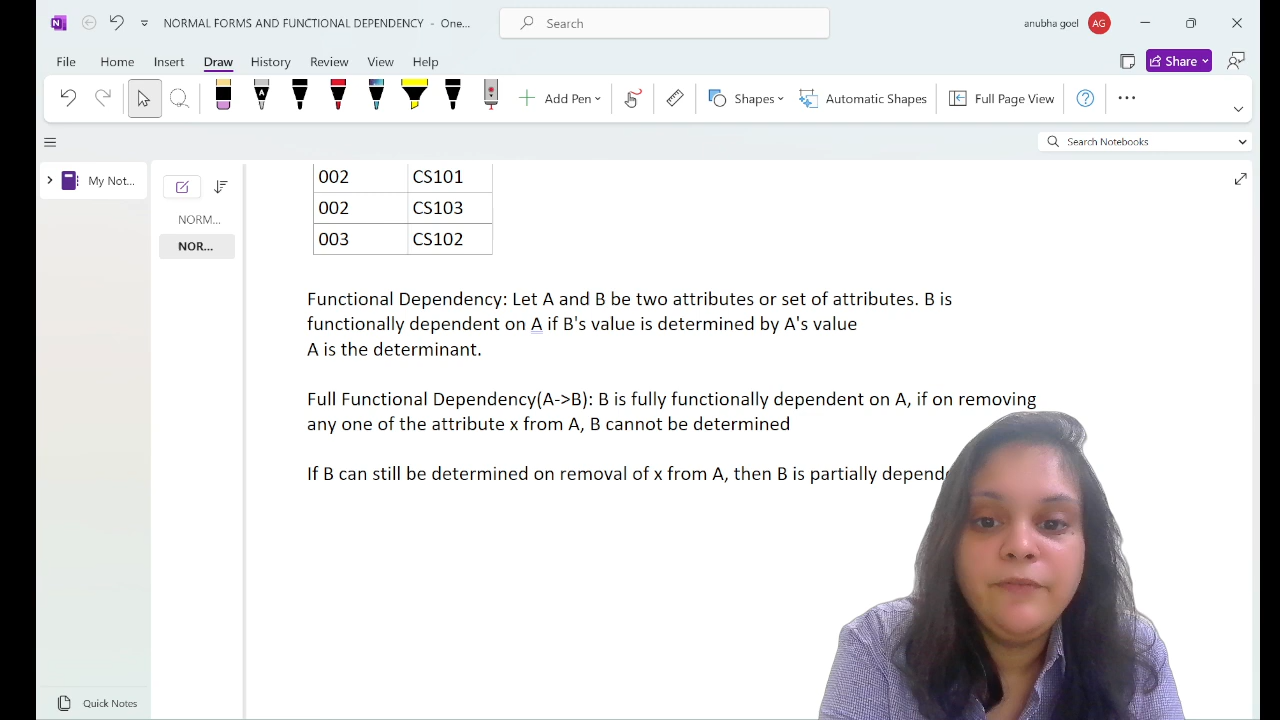 NORMAL FORMS AND FUNCTIONAL DEPENDENCY - One...
Search
anubha goel
AG
File Home Insert Draw History Review View Help
Share
A
Add Pen
Shapes
Automatic Shapes
Full Page View
Search Notebooks
My Not...
NORM...
NOR...
002 CS101
002 CS103
003 CS102
Functional Dependency: Let A and B be two attributes or set of attributes. B is
functionally dependent on A if B's value is determined by A's value
A is the determinant.
Full Functional Dependency(A->B): B is fully functionally dependent on A, if on removing
any one of the attribute x from A, B cannot be determined
If B can still be determined on removal of x from A, then B is partially
Quick Notes